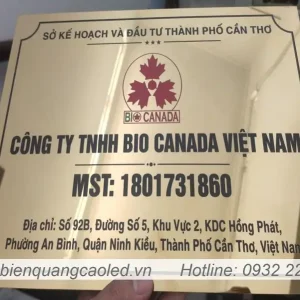 SỞ KẾ HOẠCH VÀ ĐẦU TƯ THÀNH PHỐ CẦN THƠ
BIO CANADA
CÔNG TY TNHH BIO CANADA VIỆT NAM
MST: 1801731860
Địa chỉ: Số 92B, Đường Số 5, Khu Vực 2, KDC Hồng Phát,
Phường An Bình, Quận Ninh Kiều, Thành Phố Cần Thơ, Việt Nam
bienquangcaoled.vn Hotline: 0932 22